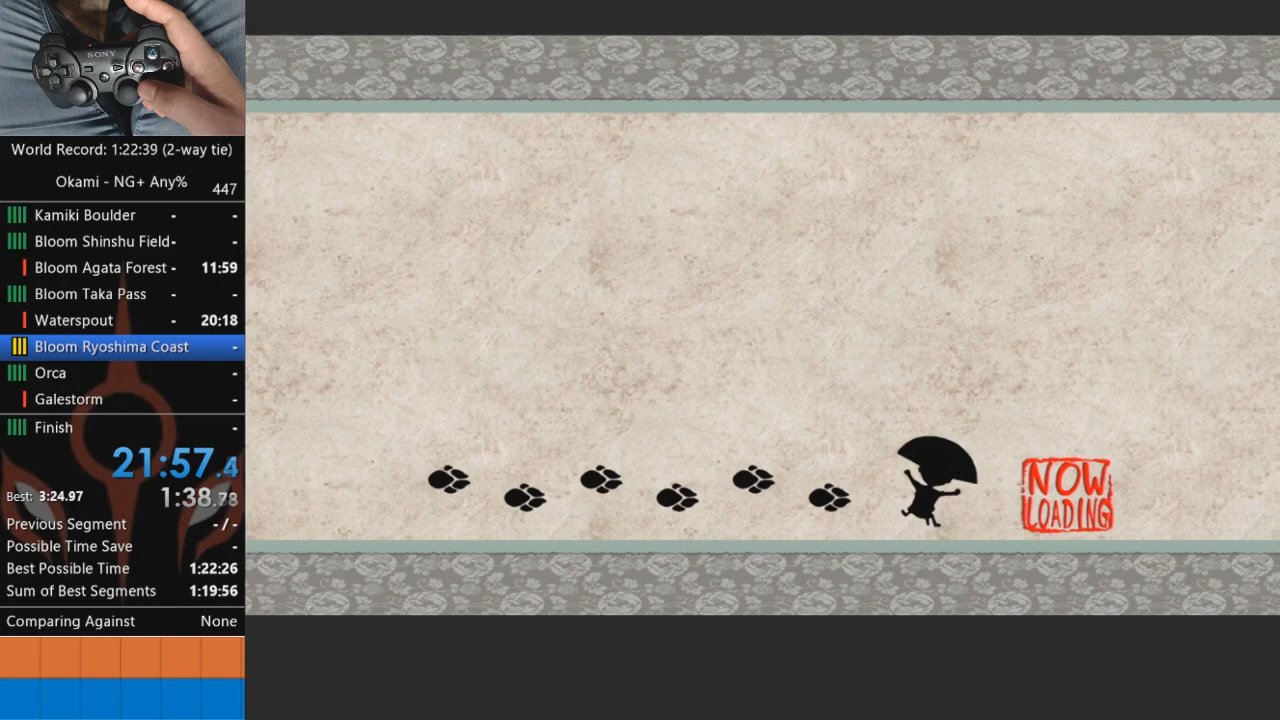 SONY
World Record: 1:22:39 (2-way tie)
Okami - NG+ Any% 447
Kamiki Boulder - -
Bloom Shinshu Field - -
Bloom Agata Forest - 11:59
Bloom Taka Pass - -
Waterspout - 20:18
Bloom Ryoshima Coast -
Orca -
Galestorm -
Finish -
21:57.4
Best: 3:24.97 1:38.78
Previous Segment - / -
Possible Time Save -
Best Possible Time 1:22:26
Sum of Best Segments 1:19:56
Comparing Against None
NOW
LOADING